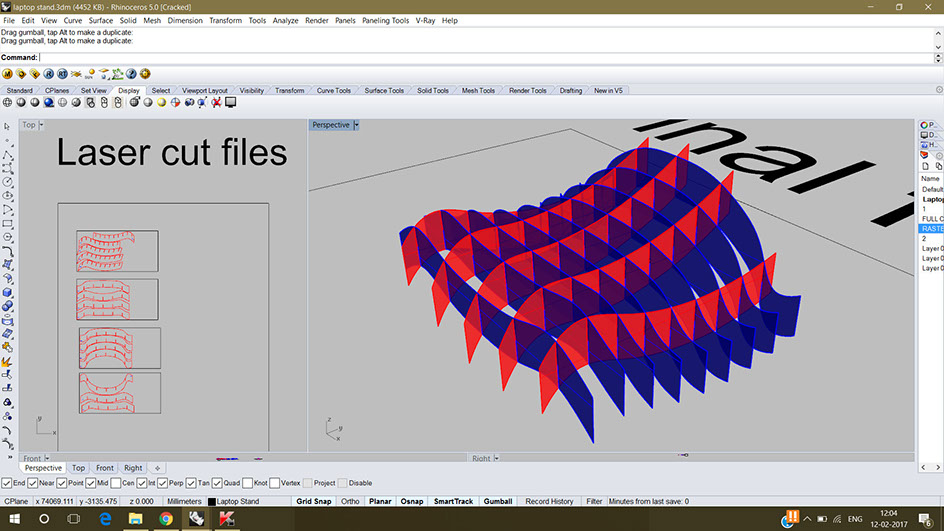 laptop stand.3dm (4452 KB) - Rhinoceros 5.0 [Cracked]
File Edit View Curve Surface Solid Mesh Dimension Transform Tools Analyze Render Panels Paneling Tools V-Ray Help
Drag gumball, tap Alt to make a duplicate:
Drag gumball, tap Alt to make a duplicate:
Command:
Standard CPlanes Set View Display Select Viewport Layout Visibility Transform Curve Tools Surface Tools Solid Tools Mesh Tools Render Tools Drafting New in V5
Top
Perspective
Laser cut files
inal
P...
D...
H...
Name
Default
Laptop
1
FULL C
RASTE
2
Layer 0
Layer 0
Layer 0
y
x
z
y
x
Front
Right
Perspective Top Front Right
End Near Point Mid Cen Int Perp Tan Quad Knot Vertex Project Disable
CPlane x 74069.111 y -3135.475 z 0.000 Millimeters Laptop Stand Grid Snap Ortho Planar Osnap SmartTrack Gumball Record History Filter Minutes from last save: 0
ENG
12:04
12-02-2017
6